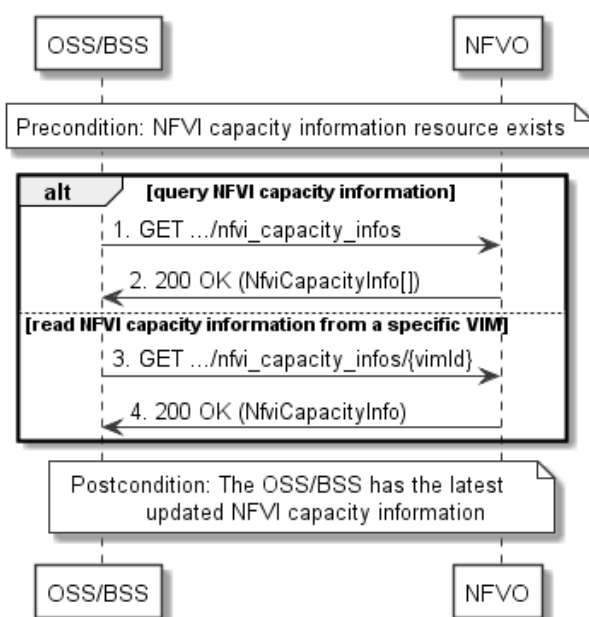 OSS/BSS NFVO
Precondition: NFVI capacity information resource exists
alt [query NFVI capacity information]
1. GET .../nfvi_capacity_infos
2. 200 OK (NfviCapacityInfo[])
[read NFVI capacity information from a specific VIM]
3. GET .../nfvi_capacity_infos/{vimId}
4. 200 OK (NfviCapacityInfo)
Postcondition: The OSS/BSS has the latest
updated NFVI capacity information
OSS/BSS NFVO